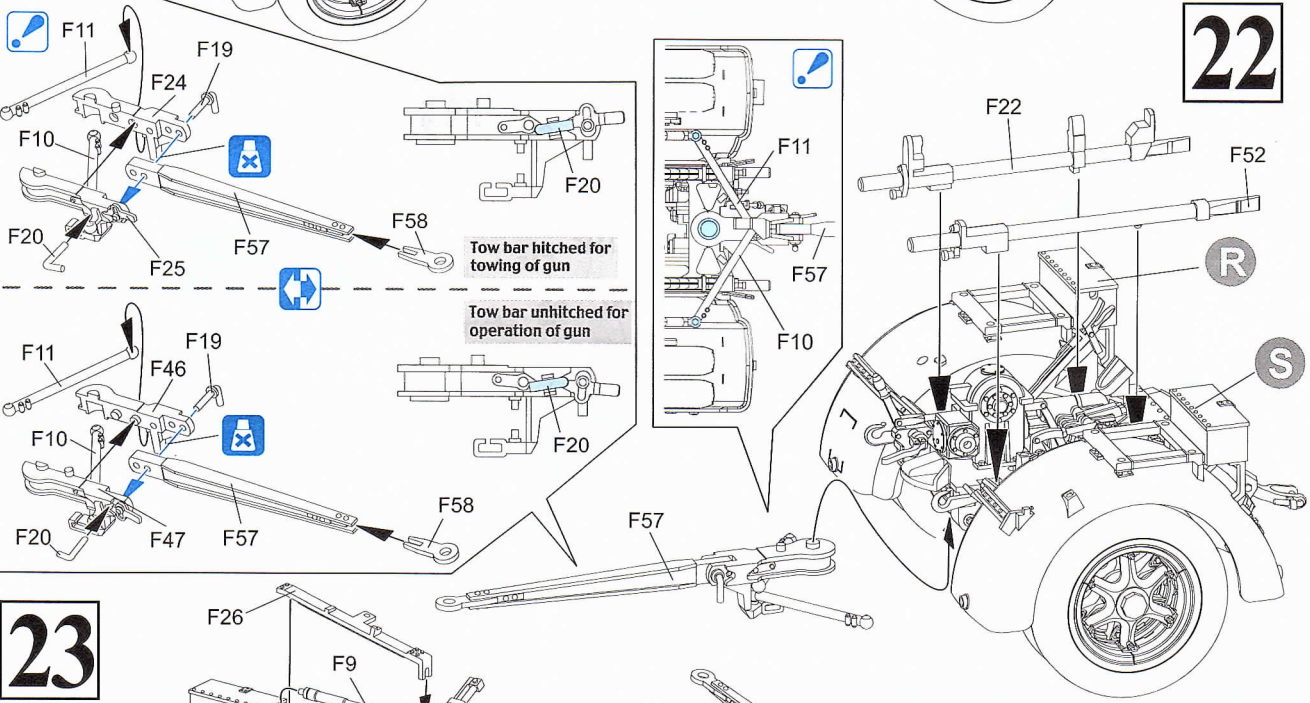 22
F11
F19
F24
F10
F20
F25
F57
F58
F20
Tow bar hitched for
towing of gun
F11
F19
F46
F10
F20
F47
F57
F58
F20
Tow bar unhitched for
operation of gun
F11
F57
F10
F22
F52
R
S
F57
23
F26
F9